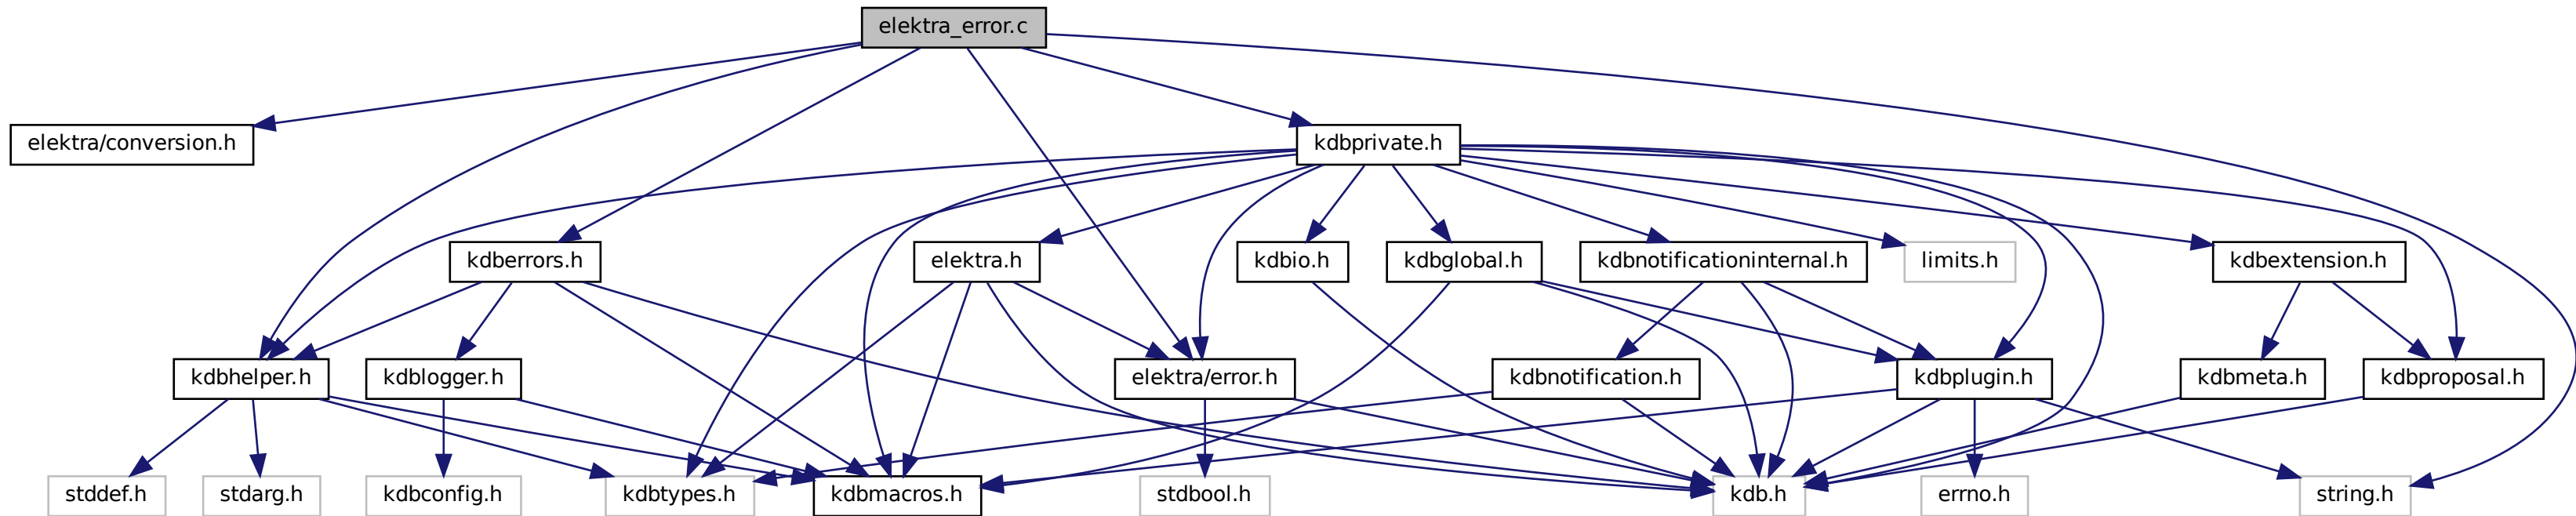 elektra_error.c
elektra/conversion.h
kdbprivate.h
kdberrors.h
elektra.h
kdbio.h
kdbglobal.h
kdbnotificationinternal.h
limits.h
kdbextension.h
kdbhelper.h
kdblogger.h
elektra/error.h
kdbnotification.h
kdbplugin.h
kdbmeta.h
kdbproposal.h
stddef.h
stdarg.h
kdbconfig.h
kdbtypes.h
kdbmacros.h
stdbool.h
kdb.h
errno.h
string.h